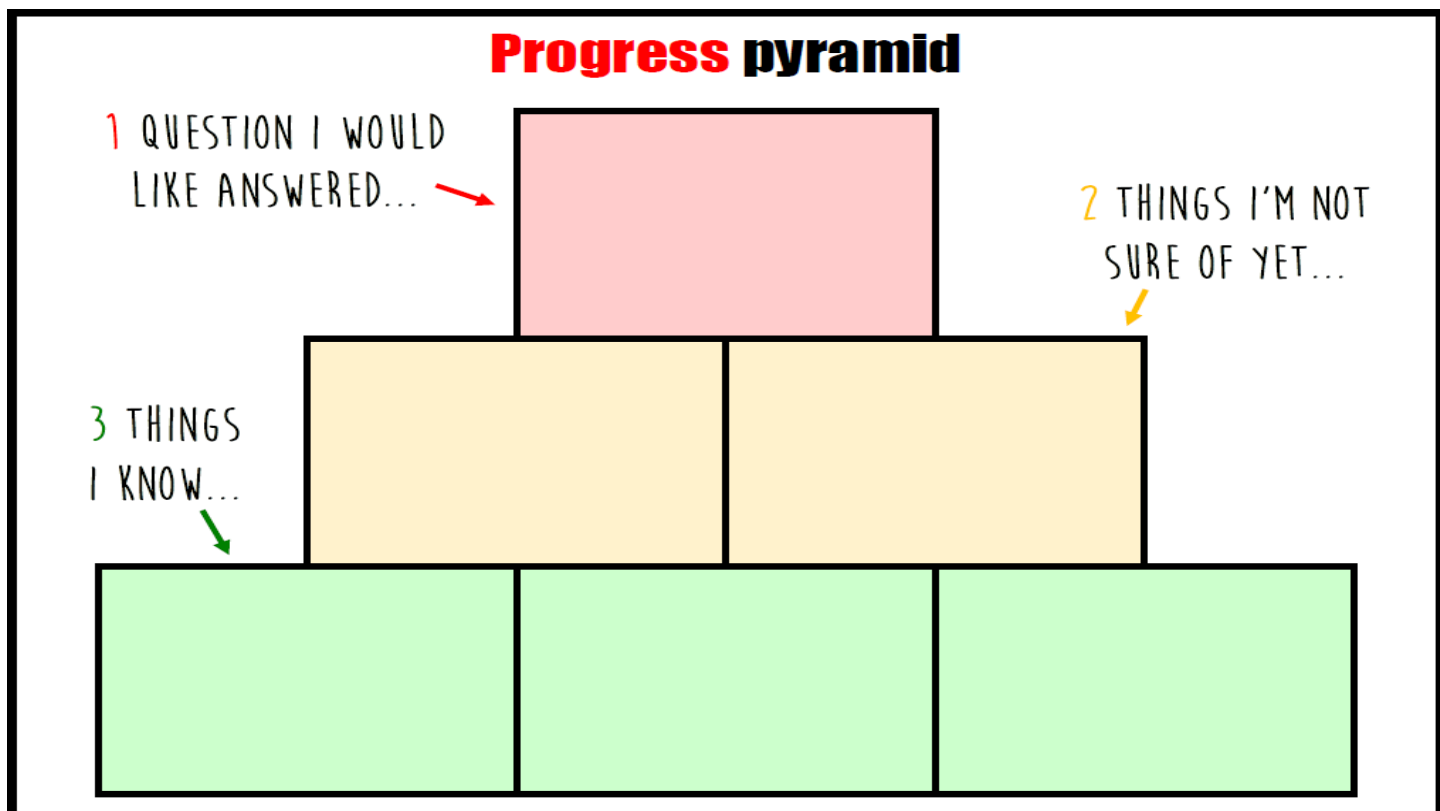 Progress pyramid
1 QUESTION I WOULD
LIKE ANSWERED...
2 THINGS I'M NOT
SURE OF YET...
3 THINGS
I KNOW...